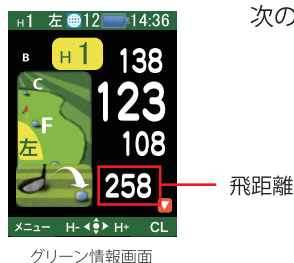 次の
H1 左 12 14:36
H 1
B 138
C 123
F 108
左
258 飛距離
メニュー H- H+ CL
グリーン情報画面